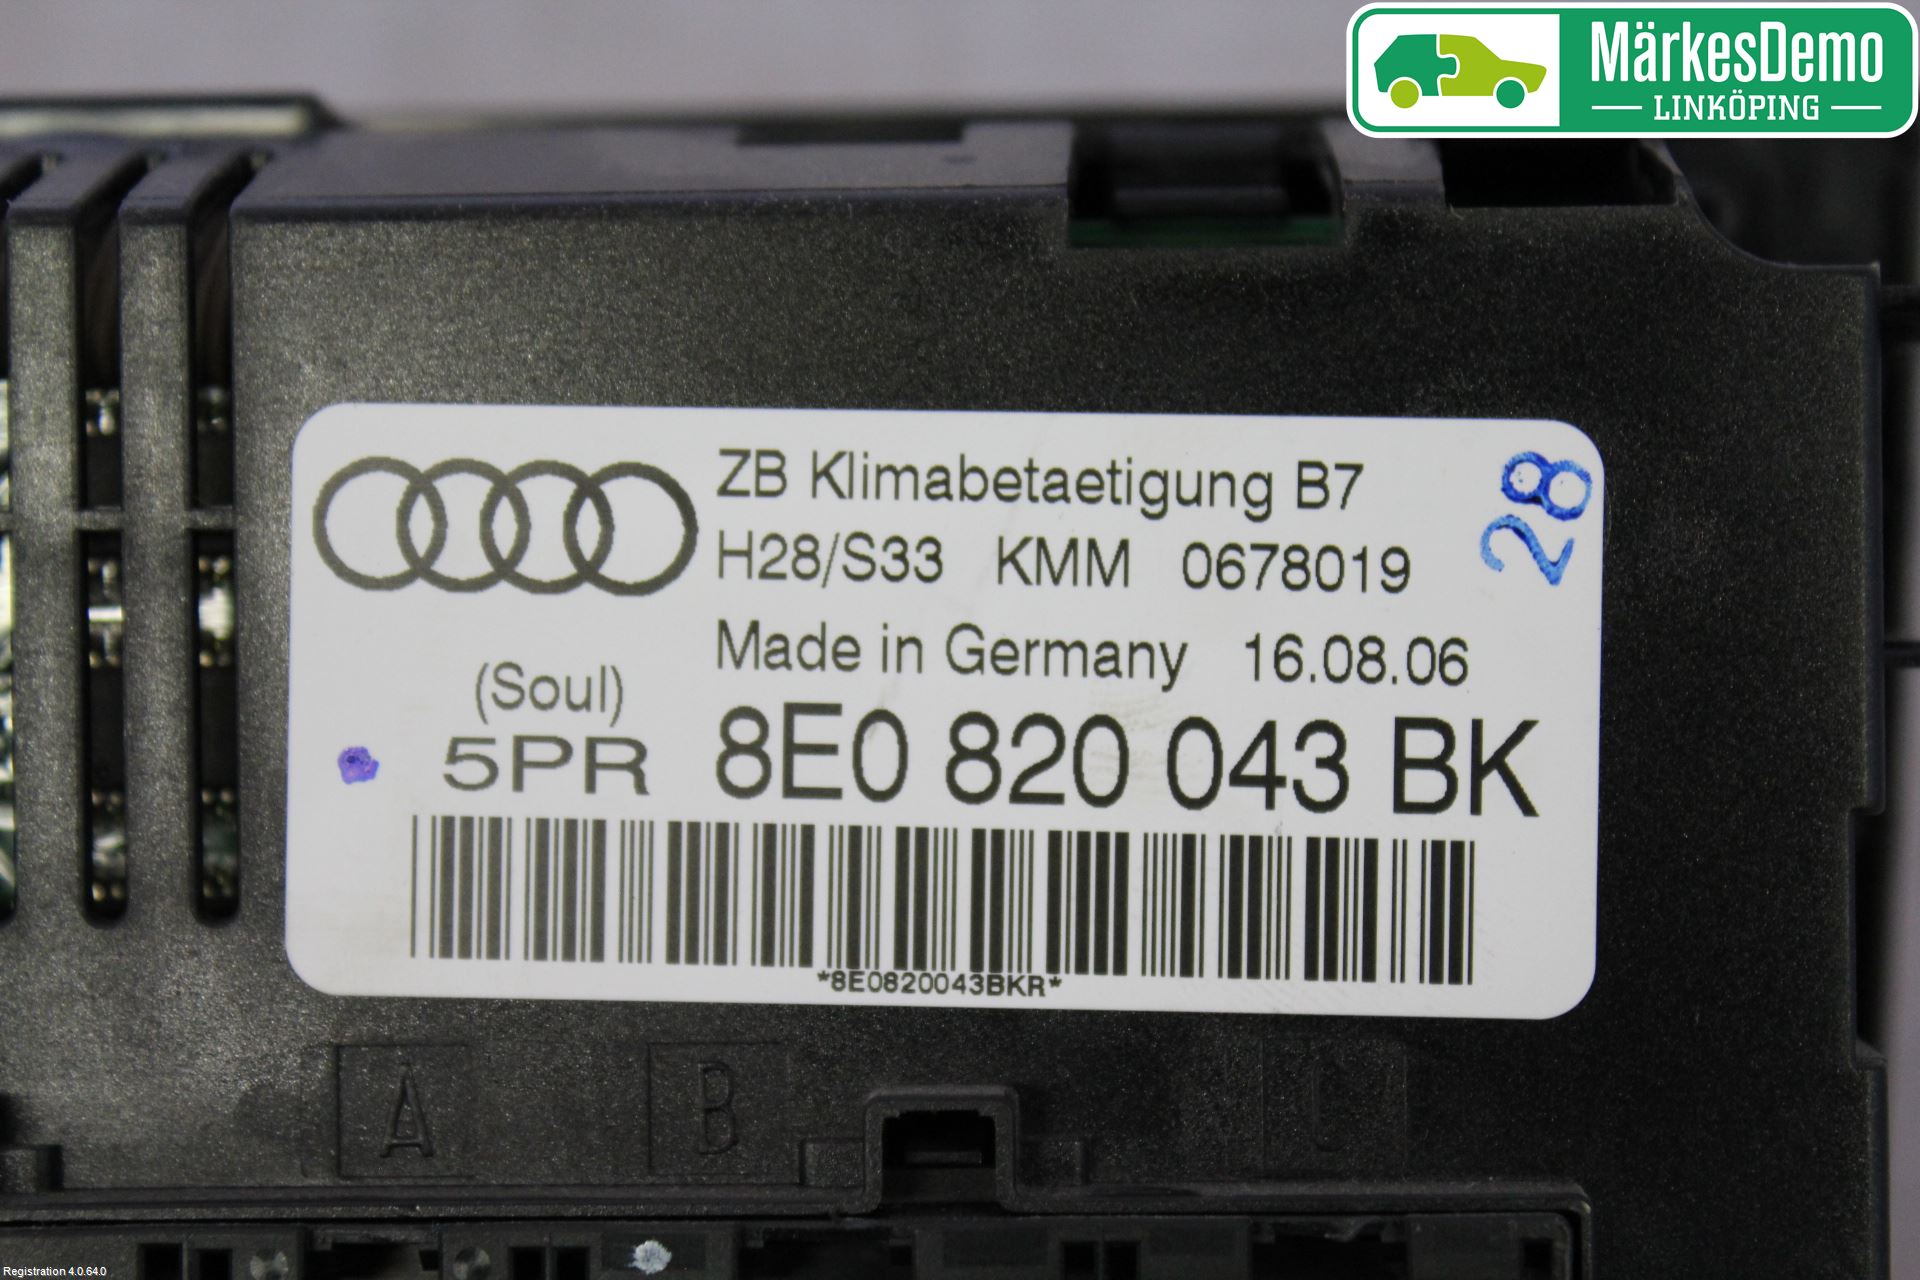 MärkesDemo
LINKÖPING
ZB Klimabetaetigung B7
H28/S33 KMM 0678019
28
Made in Germany 16.08.06
(Soul)
5PR 8E0 820 043 BK
*8E0820043BKR*
A B C
Registration 4.0.64.0